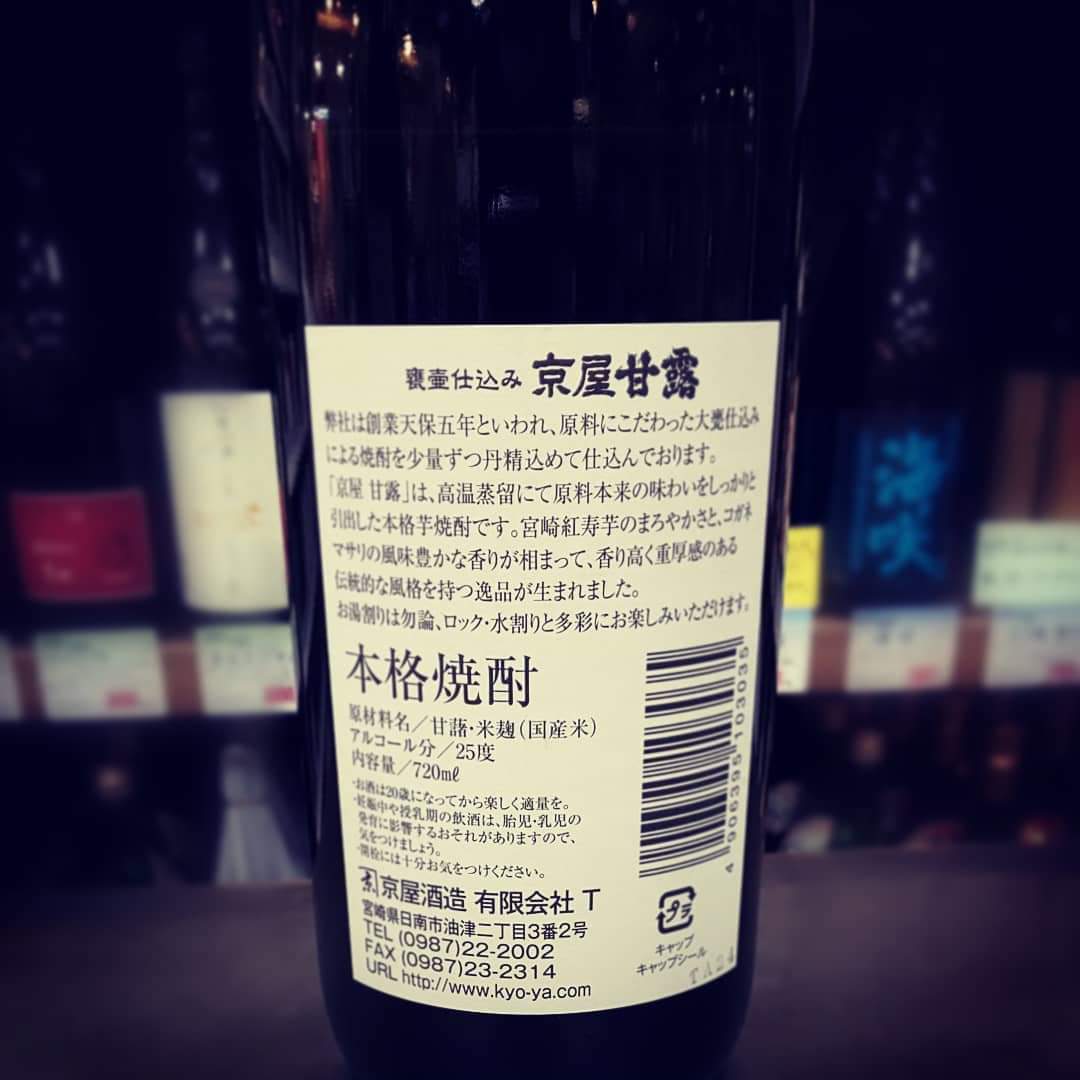 甕壷仕込み 京屋甘露
弊社は創業天保五年といわれ、原料にこだわった大甕仕込み
による焼酎を少量ずつ丹精込めて仕込んでおります。
「京屋 甘露」は、高温蒸留にて原料本来の味わいをしっかりと
引出した本格芋焼酎です。宮崎紅寿芋のまろやかさと、コガネ
マサリの風味豊かな香りが相まって、香り高く重厚感のある
伝統的な風格を持つ逸品が生まれました。
お湯割りは勿論、ロック・水割りと多彩にお楽しみいただけます。
本格焼酎
原材料名／甘藷・米麹(国産米)
アルコール分／25度
内容量／720mℓ
・お酒は20歳になってから楽しく適量を。
・妊娠中や授乳期の飲酒は、胎児・乳児の
発育に影響するおそれがありますので、
気をつけましょう。
・開栓には十分お気をつけください。
京屋酒造 有限会社 T
宮崎県日南市油津二丁目3番2号
TEL (0987)22-2002
FAX (0987)23-2314
URL http://www.kyo-ya.com
4 906395 103035
プラ
キャップ
キャップシール
TA24